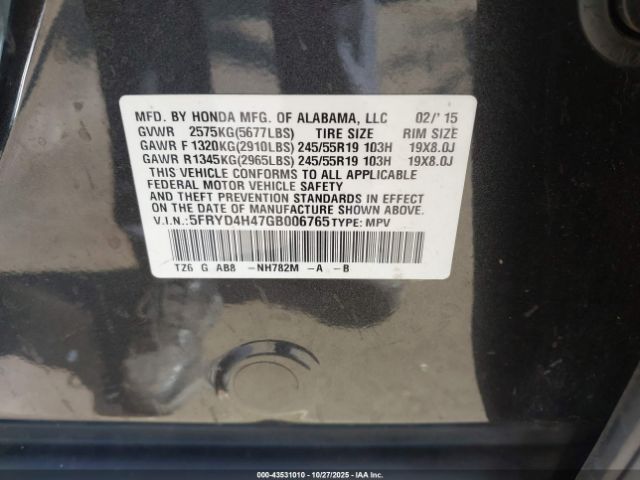 MFD. BY HONDA MFG. OF ALABAMA, LLC 02/' 15
GVWR 2575KG(5677LBS) TIRE SIZE RIM SIZE
GAWR F 1320KG(2910LBS) 245/55R19 103H 19X8.0J
GAWR R1345KG(2965LBS) 245/55R19 103H 19X8.0J
THIS VEHICLE CONFORMS TO ALL APPLICABLE
FEDERAL MOTOR VEHICLE SAFETY
AND THEFT PREVENTION STANDARDS IN EFFECT
ON THE DATE OF MANUFACTURE SHOWN ABOVE.
V.I.N.: 5FRYD4H47GB006765 TYPE: MPV
TZ6 G AB8 -NH782M -A -B
00-43531010 | 10/27/2025 | Copart, IAA, Inc.